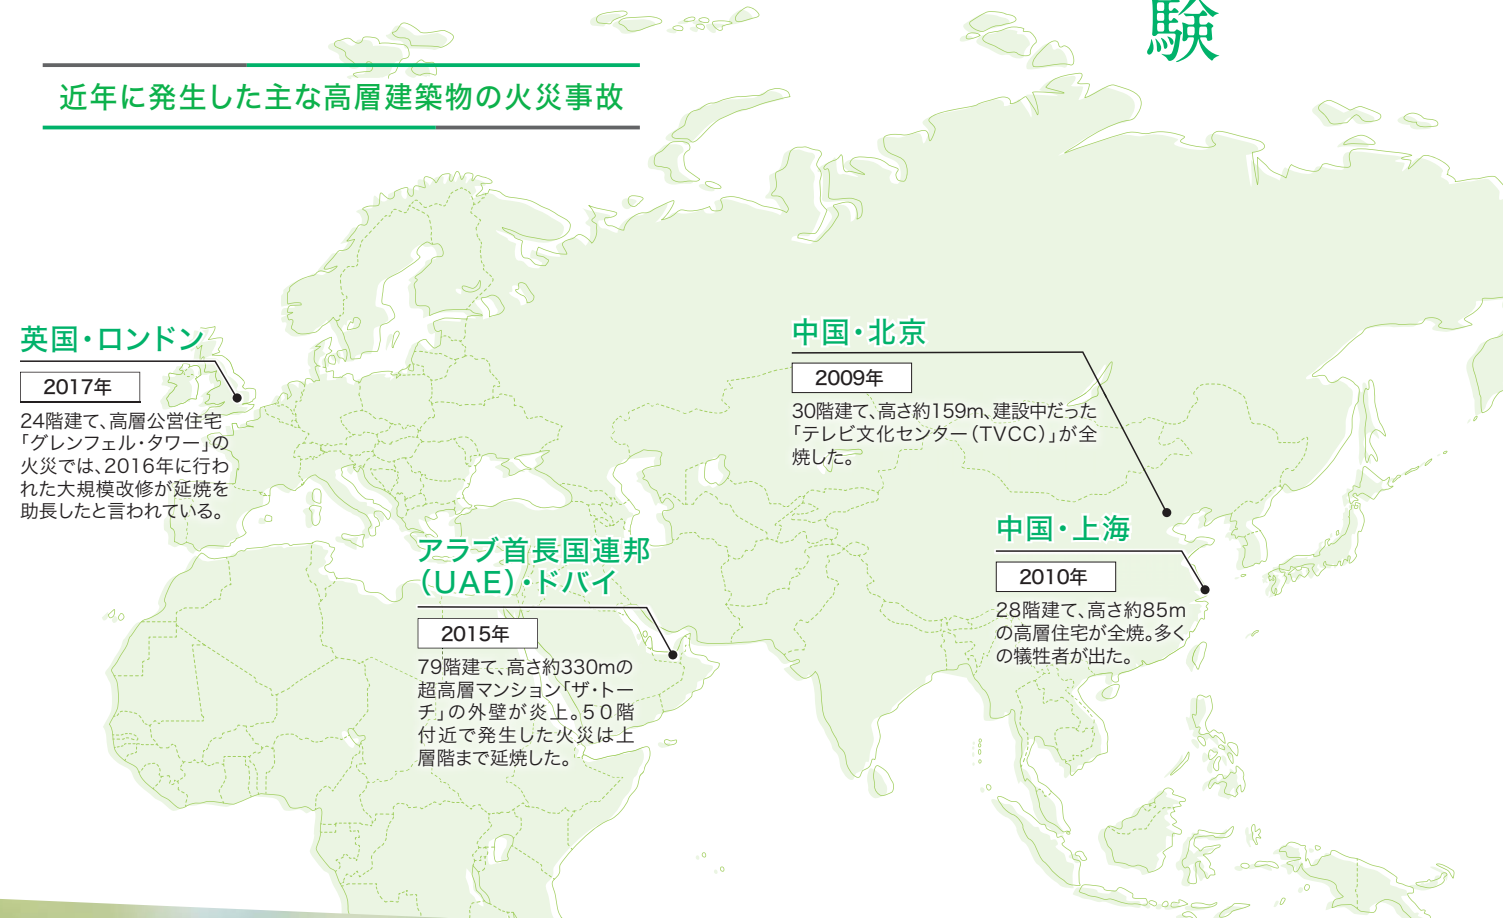 験
近年に発生した主な高層建築物の火災事故
英国・ロンドン
2017年
24階建て、高層公営住宅
「グレンフェル・タワー」の
火災では、2016年に行わ
れた大規模改修が延焼を
助長したと言われている。
アラブ首長国連邦
（UAE）・ドバイ
2015年
79階建て、高さ約330mの
超高層マンション「ザ・トー
チ」の外壁が炎上。50階
付近で発生した火災は上
層階まで延焼した。
中国・北京
2009年
30階建て、高さ約159m、建設中だった
「テレビ文化センター（TVCC）」が全
焼した。
中国・上海
2010年
28階建て、高さ約85m
の高層住宅が全焼。多く
の犠牲者が出た。